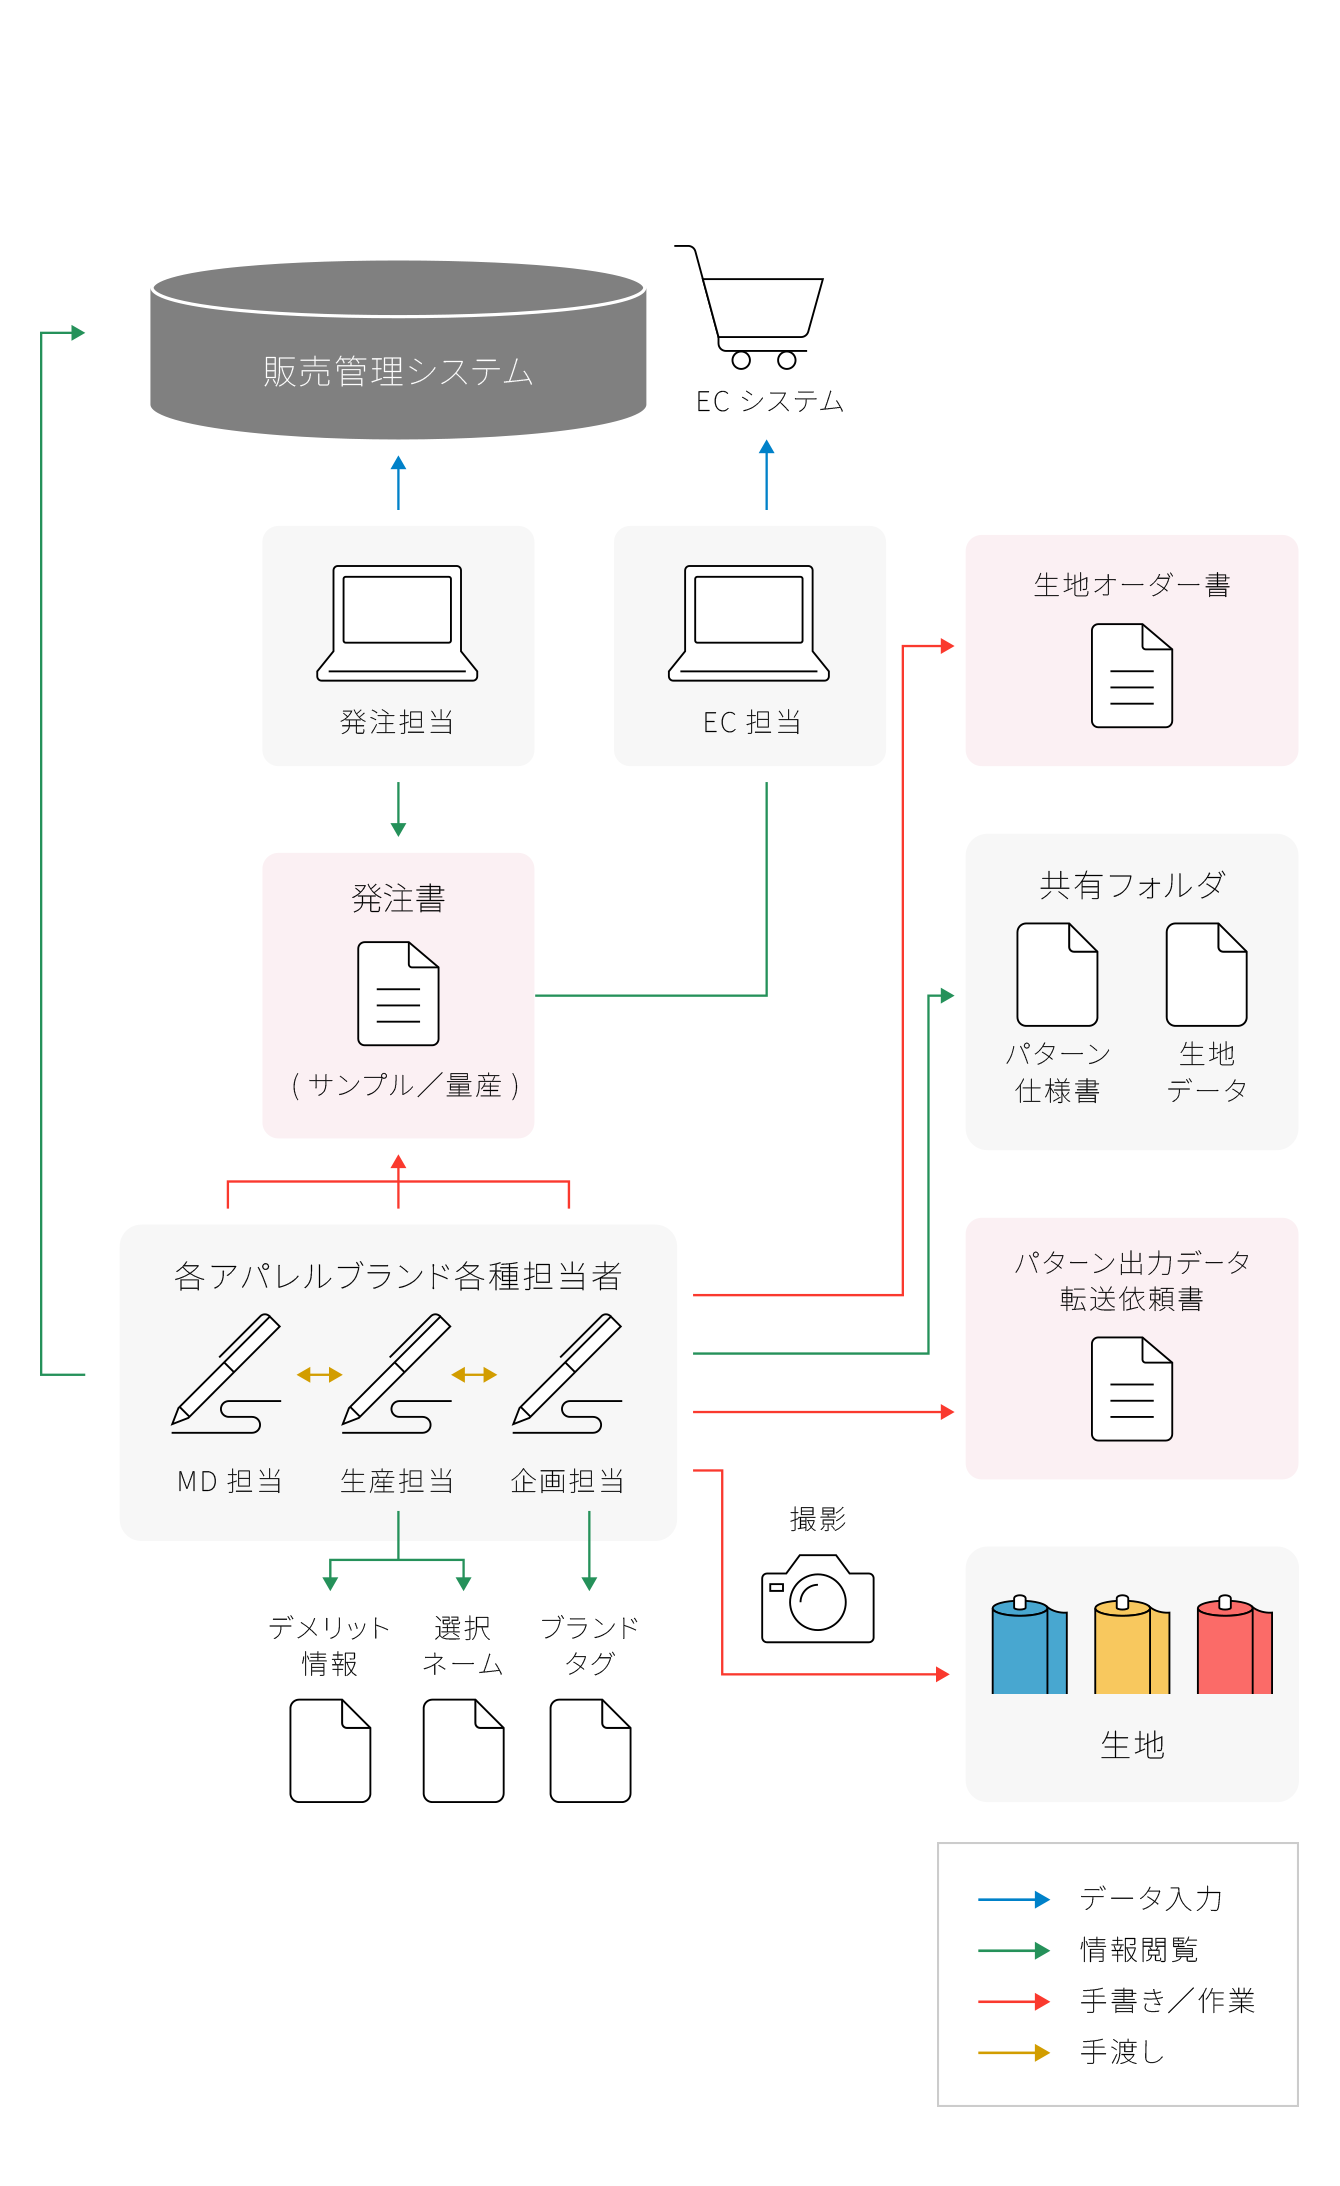 販売管理システム
EC システム
発注担当
EC 担当
生地オーダー書
発注書
( サンプル／量産 )
共有フォルダ
パターン
仕様書
生地
データ
各アパレルブランド各種担当者
MD 担当
生産担当
企画担当
パターン出力データ
転送依頼書
撮影
デメリット
情報
選択
ネーム
ブランド
タグ
生地
データ入力
情報閲覧
手書き／作業
手渡し